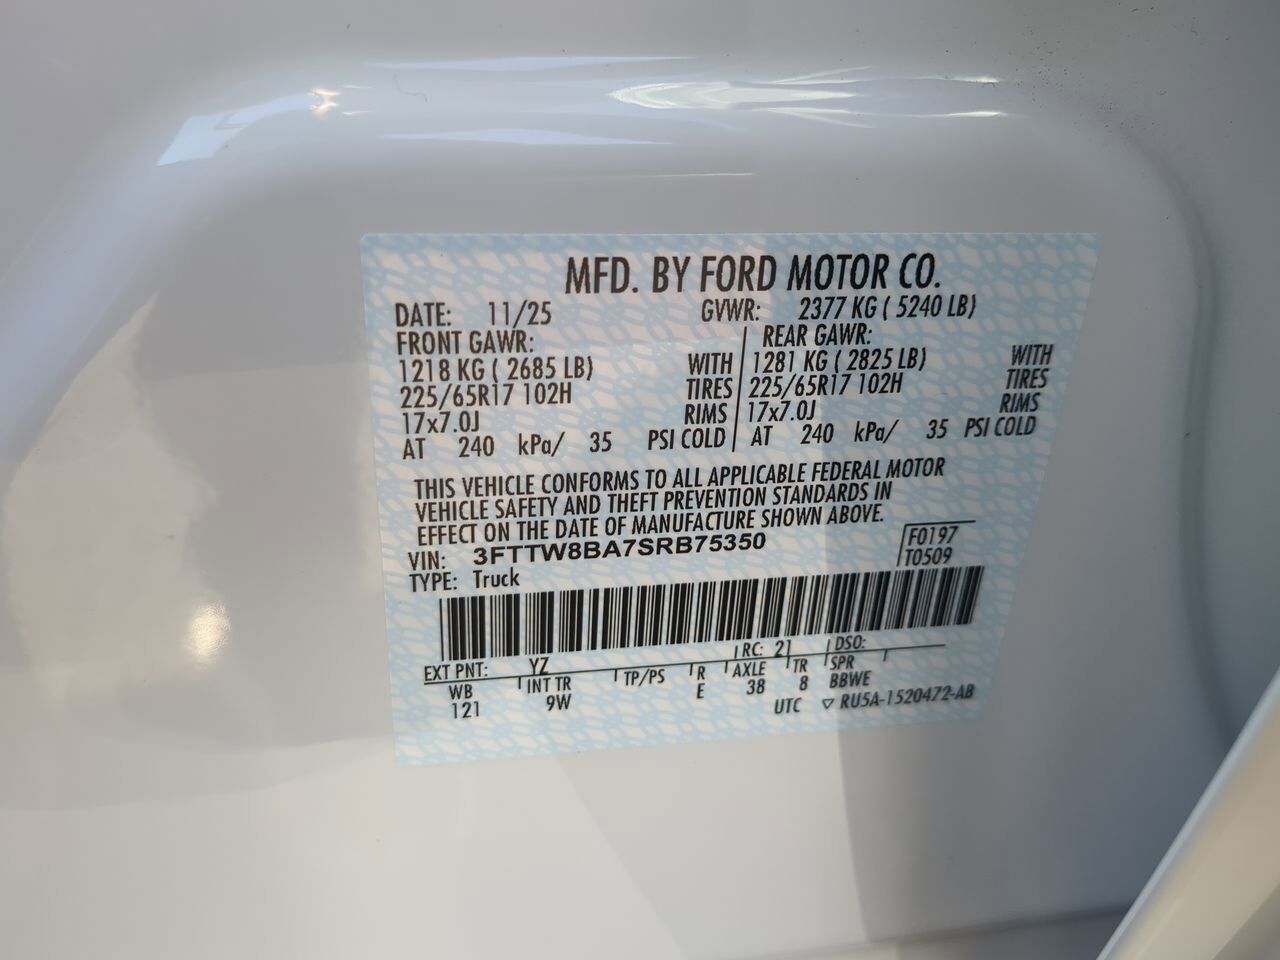 MFD. BY FORD MOTOR CO.
DATE: 11/25 GVWR: 2377 KG ( 5240 LB)
FRONT GAWR: REAR GAWR:
1218 KG ( 2685 LB) WITH 1281 KG ( 2825 LB) WITH
225/65R17 102H TIRES 225/65R17 102H TIRES
17x7.0J RIMS 17x7.0J RIMS
AT 240 kPa/ 35 PSI COLD AT 240 kPa/ 35 PSI COLD
THIS VEHICLE CONFORMS TO ALL APPLICABLE FEDERAL MOTOR
VEHICLE SAFETY AND THEFT PREVENTION STANDARDS IN
EFFECT ON THE DATE OF MANUFACTURE SHOWN ABOVE.
VIN: 3FTTW8BA7SRB75350 F0197
TYPE: Truck T0509
EXT PNT: YZ RC: 21 DSO:
WB INT TR TP/PS R AXLE TR SPR
121 9W E 38 8 BBWE
UTC ▽ RU5A-1520472-AB